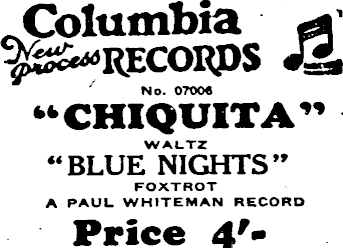 Columbia
New process RECORDS
No. 07006
"CHIQUITA"
WALTZ
"BLUE NIGHTS"
FOXTROT
A PAUL WHITEMAN RECORD
Price 4/-